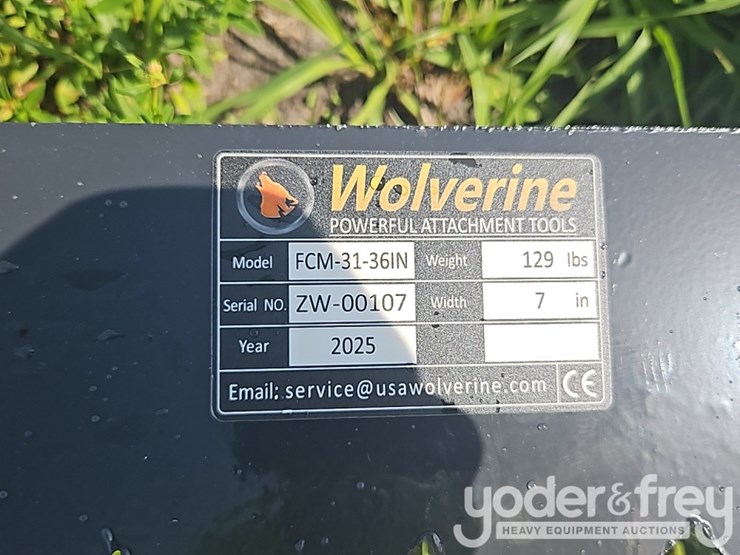 Wolverine
POWERFUL ATTACHMENT TOOLS
Model FCM-31-36IN Weight 129 lbs
Serial NO. ZW-00107 Width 7 in
Year 2025
Email: service@usawolverine.com CE
yoder&frey
HEAVY EQUIPMENT AUCTIONS